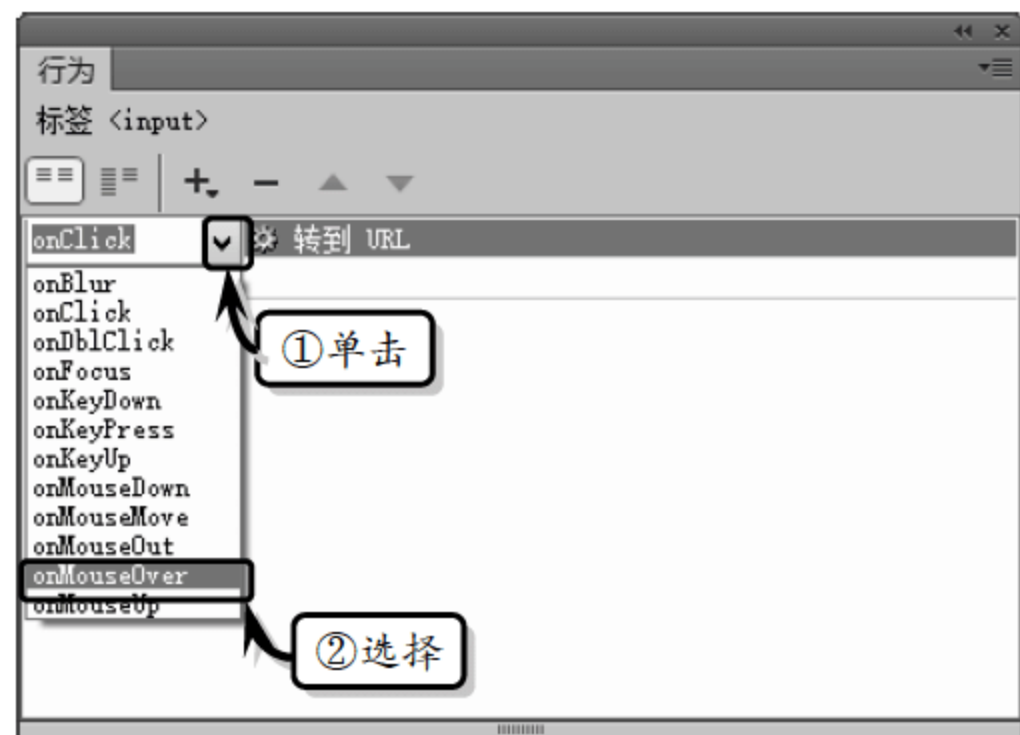 行为
标签 <input>
onClick 转到 URL
onBlur
onClick
onDblClick
onFocus
onKeyDown
onKeyPress
onKeyUp
onMouseDown
onMouseMove
onMouseOut
onMouseOver
onMouseUp
①单击
②选择